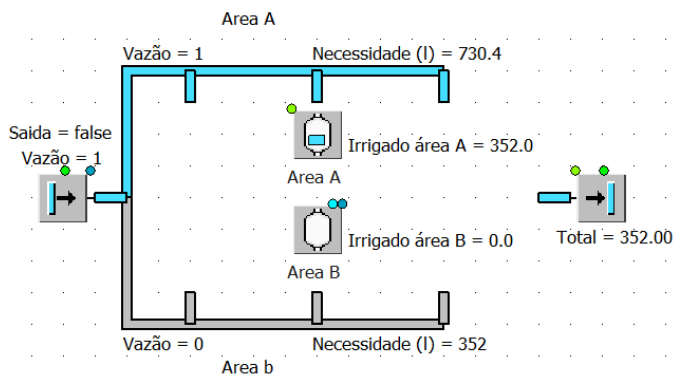 Area A
Vazão = 1
Necessidade (l) = 730.4
Saida = false
Vazão = 1
Irrigado área A = 352.0
Area A
Irrigado área B = 0.0
Total = 352.00
Area B
Vazão = 0
Necessidade (l) = 352
Area b